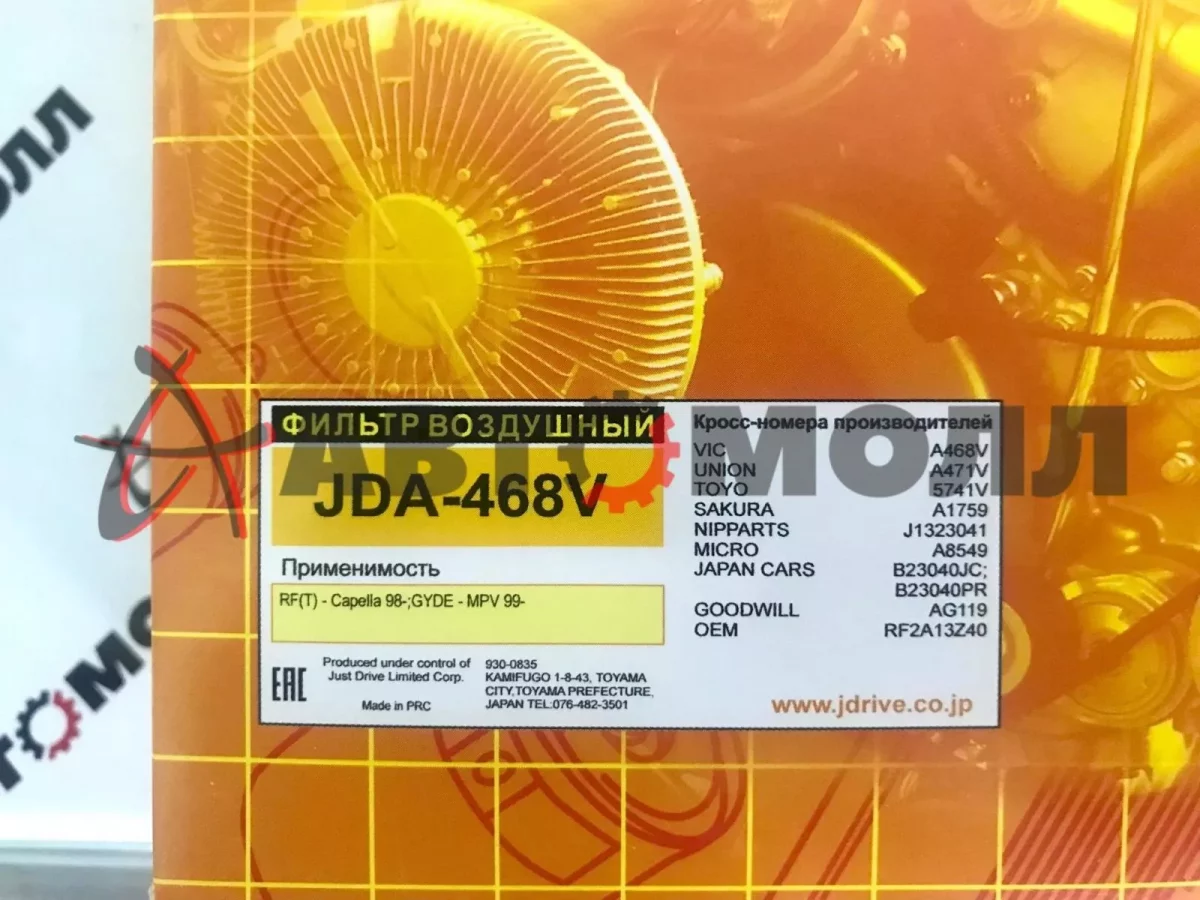 ФИЛЬТР ВОЗДУШНЫЙ
JDA-468V
Применимость
RF(T) - Capella 98-;GYDE - MPV 99-
EAC
Produced under control of
Just Drive Limited Corp.
Made in PRC
930-0835
KAMIFUGO 1-8-43, TOYAMA
CITY,TOYAMA PREFECTURE,
JAPAN TEL:076-482-3501
Кросс-номера производителей
VIC A468V
UNION A471V
TOYO 5741V
SAKURA A1759
NIPPARTS J1323041
MICRO A8549
JAPAN CARS B23040JC;
B23040PR
GOODWILL AG119
OEM RF2A13Z40
www.jdrive.co.jp
АВТОМОЛЛ